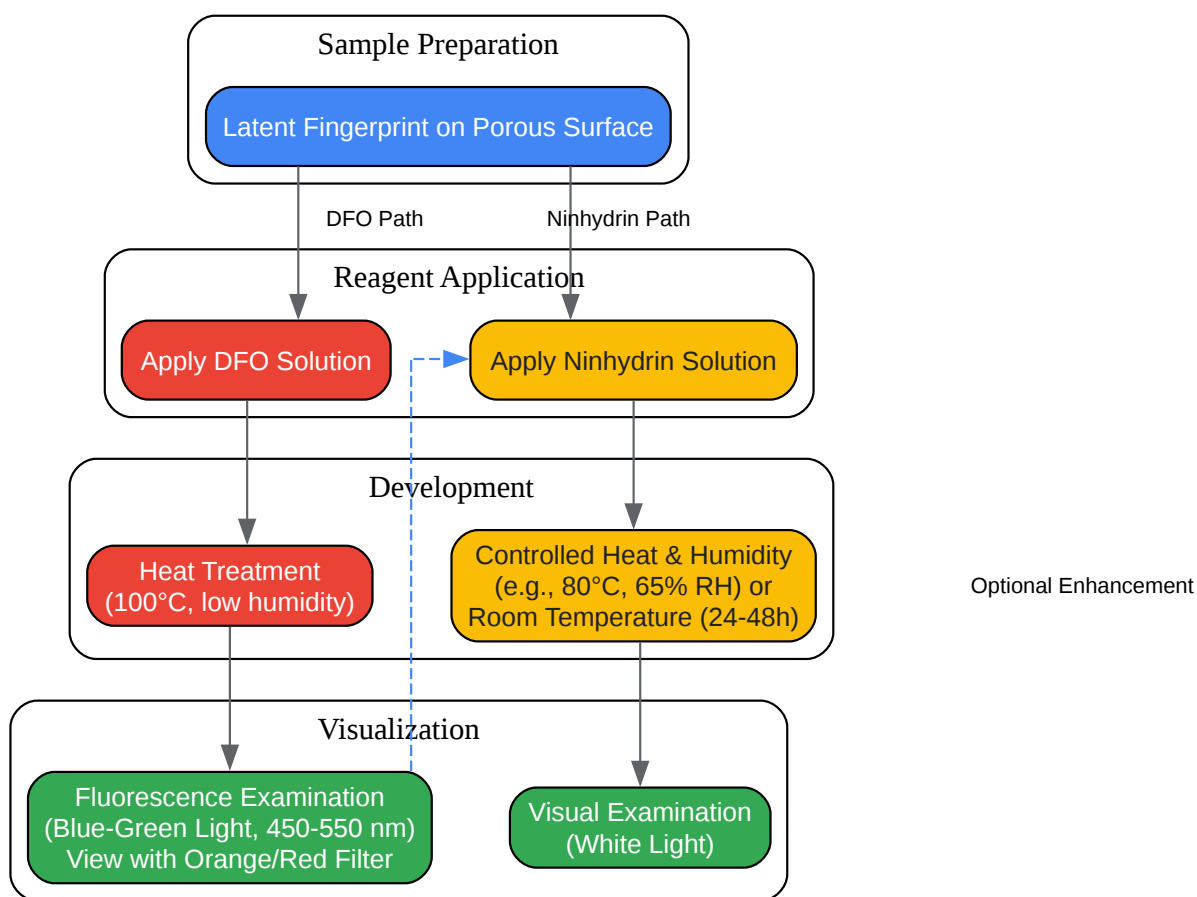 Sample Preparation
Latent Fingerprint on Porous Surface
DFO Path
Ninhydrin Path
Reagent Application
Apply DFO Solution
Apply Ninhydrin Solution
Development
Heat Treatment
(100°C, low humidity)
Controlled Heat & Humidity
(e.g., 80°C, 65% RH) or
Room Temperature (24-48h)
Optional Enhancement
Visualization
Fluorescence Examination
(Blue-Green Light, 450-550 nm)
View with Orange/Red Filter
Visual Examination
(White Light)